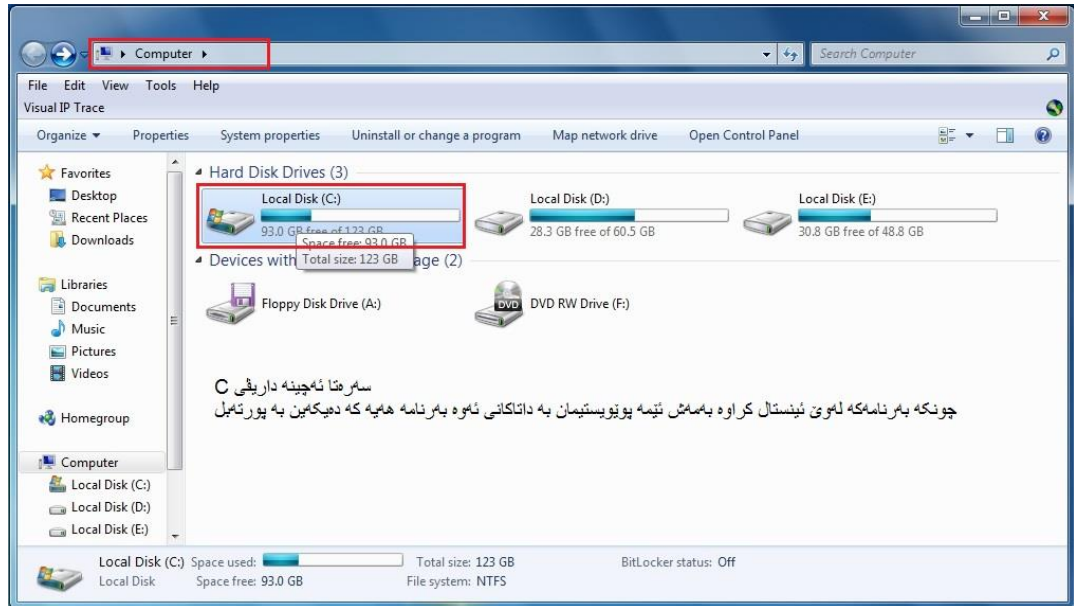 Computer
Search Computer
File Edit View Tools Help
Visual IP Trace
Organize Properties System properties Uninstall or change a program Map network drive Open Control Panel
Favorites
Desktop
Recent Places
Downloads
Libraries
Documents
Music
Pictures
Videos
Homegroup
Computer
Local Disk (C:)
Local Disk (D:)
Local Disk (E:)
Hard Disk Drives (3)
Local Disk (C:)
93.0 GB free of 123 GB
Space free: 93.0 GB
Total size: 123 GB
Local Disk (D:)
28.3 GB free of 60.5 GB
Local Disk (E:)
30.8 GB free of 48.8 GB
Devices with age (2)
Floppy Disk Drive (A:)
DVD RW Drive (F:)
DVD
سەرەتا ئەچینە داریڤی C
چونکە بەرنامەکە لەوێ ئینستال کراوە بەمەش ئێمە پوێویستیمان بە داتاکانی ئەوە بەرنامە هەیە کە دەیکەین بە پورتەبل
Local Disk (C:) Space used: Total size: 123 GB BitLocker status: Off
Local Disk Space free: 93.0 GB File system: NTFS